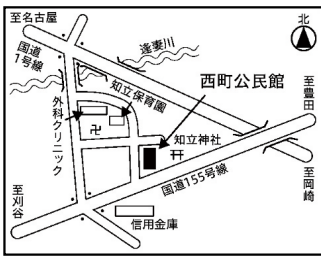 至名古屋
北
国道
1号線
逢妻川
知立保育園
西町公民館
至豊田
外科クリニック
卍
知立神社
至刈谷
国道155号線
至岡崎
信用金庫